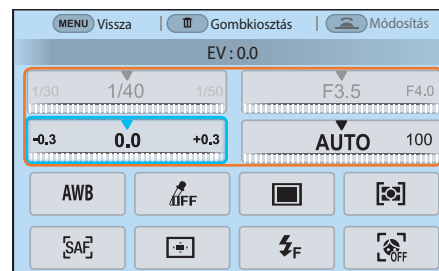 MENU Vissza | Gombkiosztás | Módosítás
EV : 0.0
1/30 1/40 1/50 F3.5 F4.0
-0.3 0.0 +0.3 AUTO 100
AWB OFF
SAF F OFF